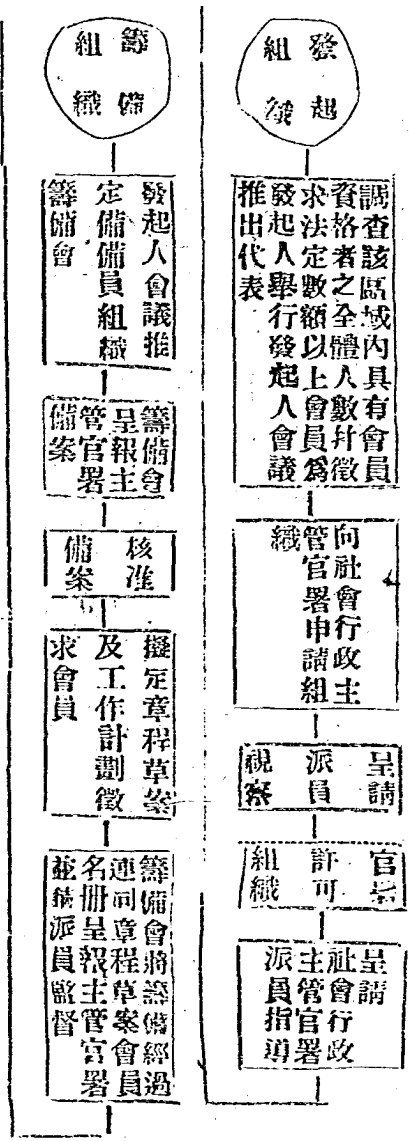 發起
組織
調查該區域內具有會員
資格者之全體人數幷徵
求法定數額以上會員爲
發起人舉行發起人會議
推出代表
向社會行政主
管官署申請組
織
呈請
派員
視察
官署
許可
組織
呈請
社會行政
主管官署
派員指導
籌備
組織
發起人會議推
定備備員組織
籌備會
籌備會
呈報主
管官署
備案
核准
備案
擬定章程草案
及工作計劃徵
求會員
籌備會將籌備經過
連同章程草案會員
名册呈報主管官署
並請派員監督